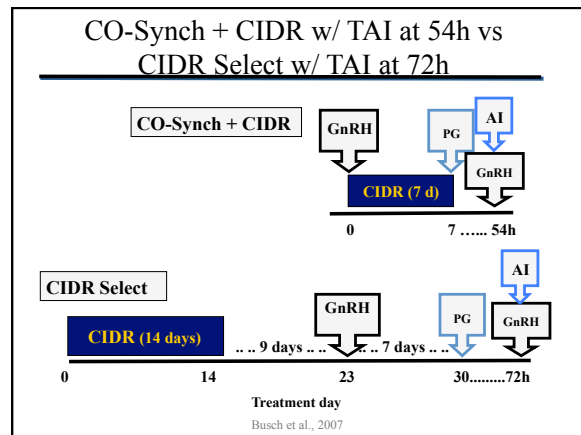 CO-Synch + CIDR w/ TAI at 54h vs
CIDR Select w/ TAI at 72h
CO-Synch + CIDR
GnRH
PG
AI
GnRH
CIDR (7 d)
0
7 …... 54h
CIDR Select
AI
GnRH
PG
GnRH
CIDR (14 days)
.. .. 9 days .. ..
.. .. 7 days .. ..
0
14
23
30.........72h
Treatment day
Busch et al., 2007